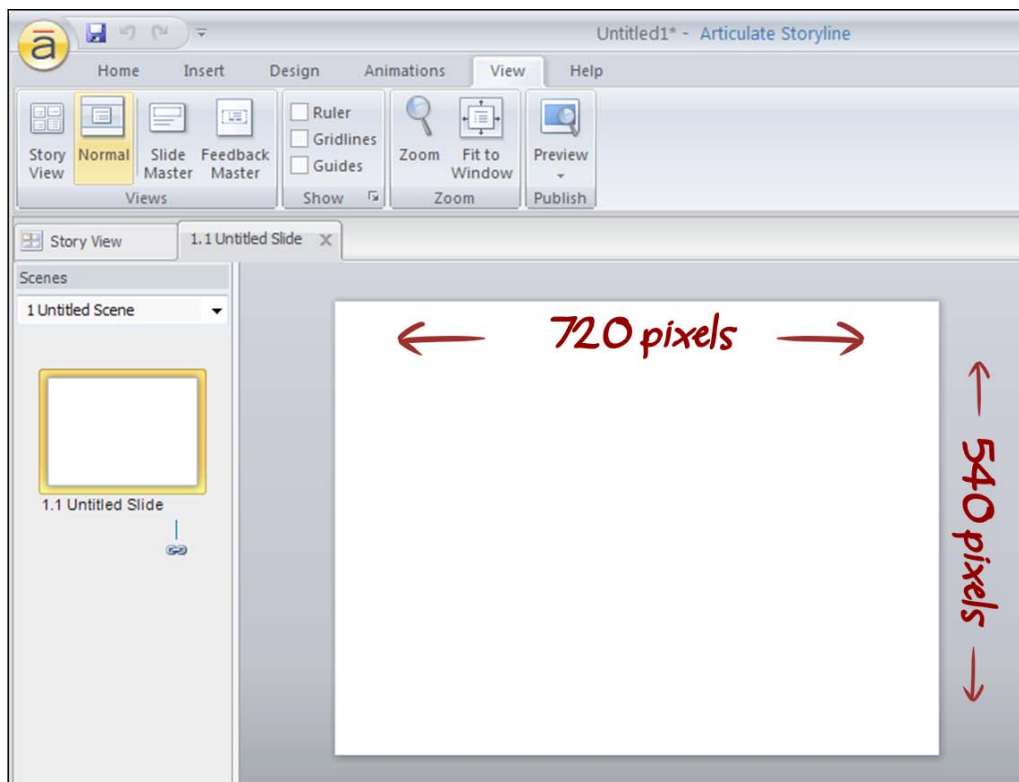 Untitled1* - Articulate Storyline
ā
Home Insert Design Animations View Help
Story View
Normal
Slide Master
Feedback Master
Views
Ruler
Gridlines
Guides
Show
Zoom
Fit to Window
Zoom
Preview
Publish
Story View
1.1 Untitled Slide
Scenes
1 Untitled Scene
1.1 Untitled Slide
720 pixels
540 pixels